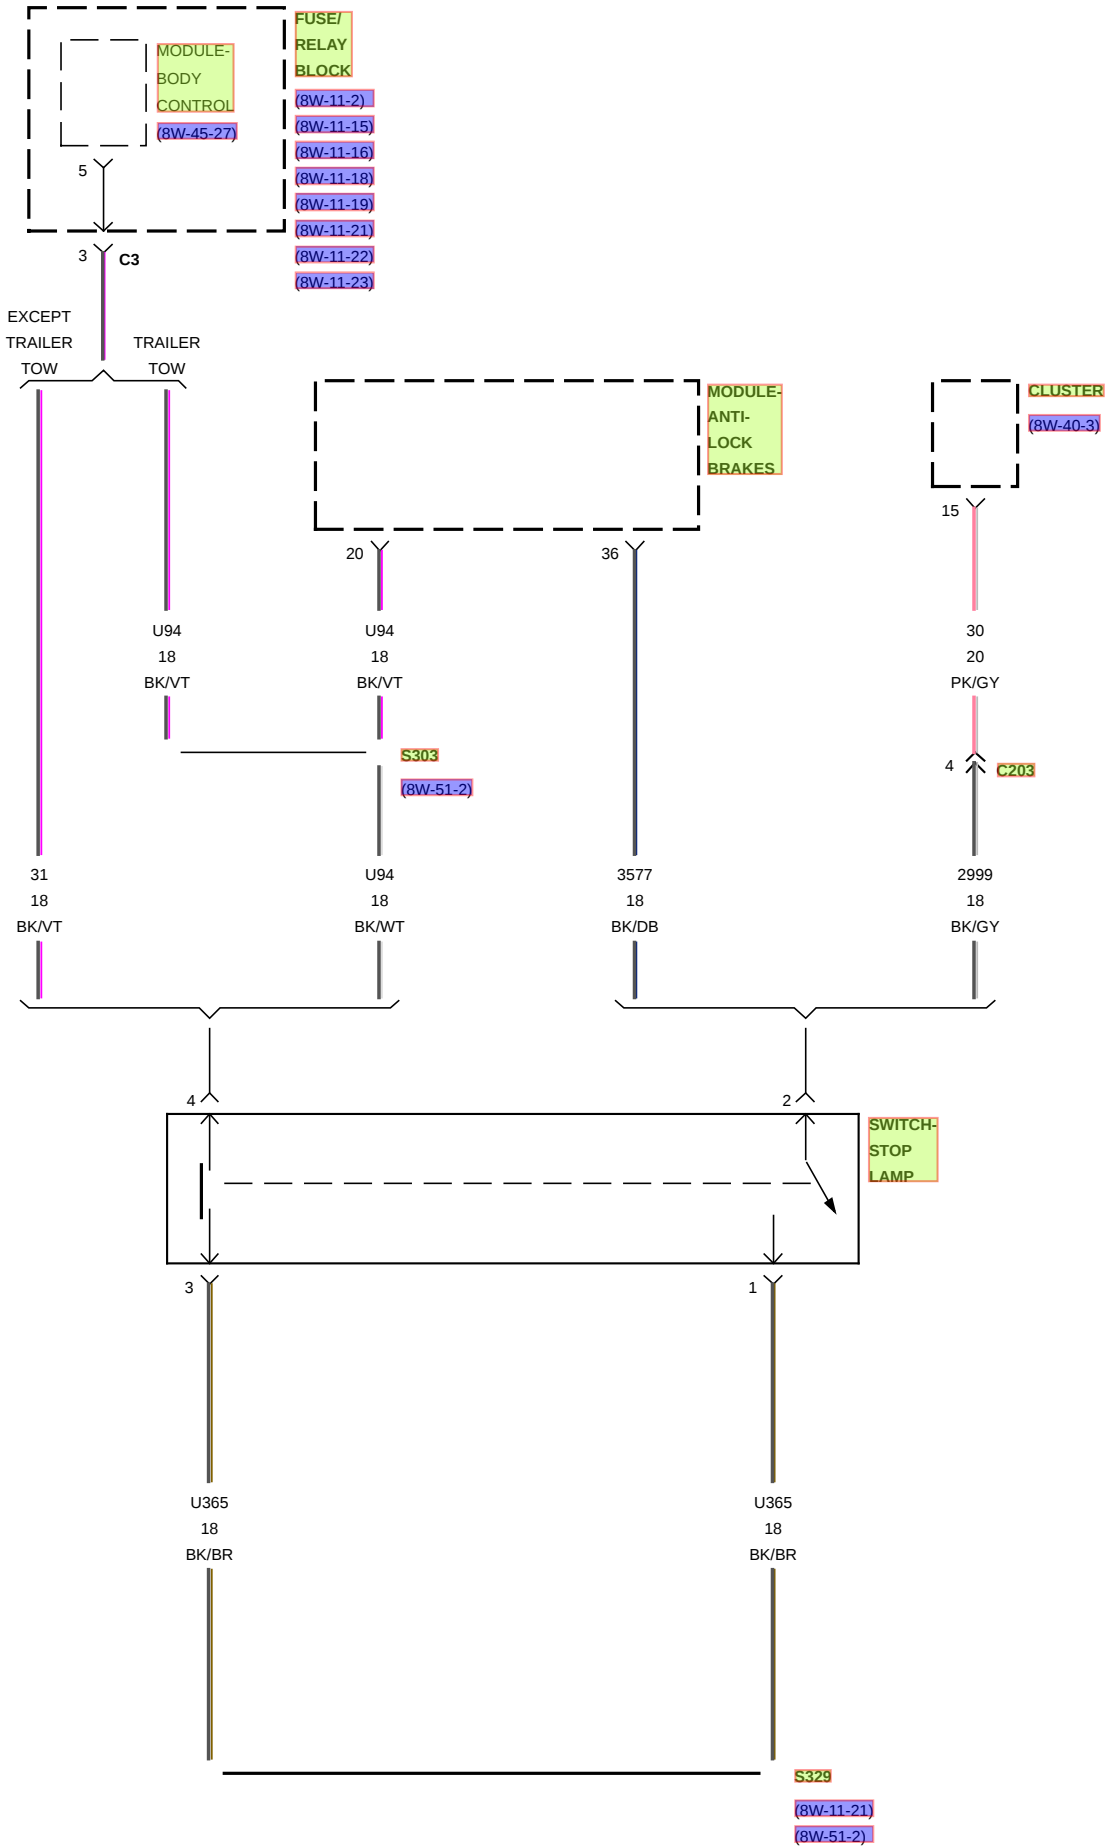 FUSE/
RELAY
BLOCK
(8W-11-2)
(8W-11-15)
(8W-11-16)
(8W-11-18)
(8W-11-19)
(8W-11-21)
(8W-11-22)
(8W-11-23)
MODULE-
BODY
CONTROL
(8W-45-27)
5
3
C3
EXCEPT
TRAILER
TOW
TRAILER
TOW
MODULE-
ANTI-
LOCK
BRAKES
CLUSTER
(8W-40-3)
20
36
15
U94
18
BK/VT
U94
18
BK/VT
30
20
PK/GY
S303
(8W-51-2)
4
C203
31
18
BK/VT
U94
18
BK/WT
3577
18
BK/DB
2999
18
BK/GY
4
2
SWITCH-
STOP
LAMP
3
1
U365
18
BK/BR
U365
18
BK/BR
S329
(8W-11-21)
(8W-51-2)